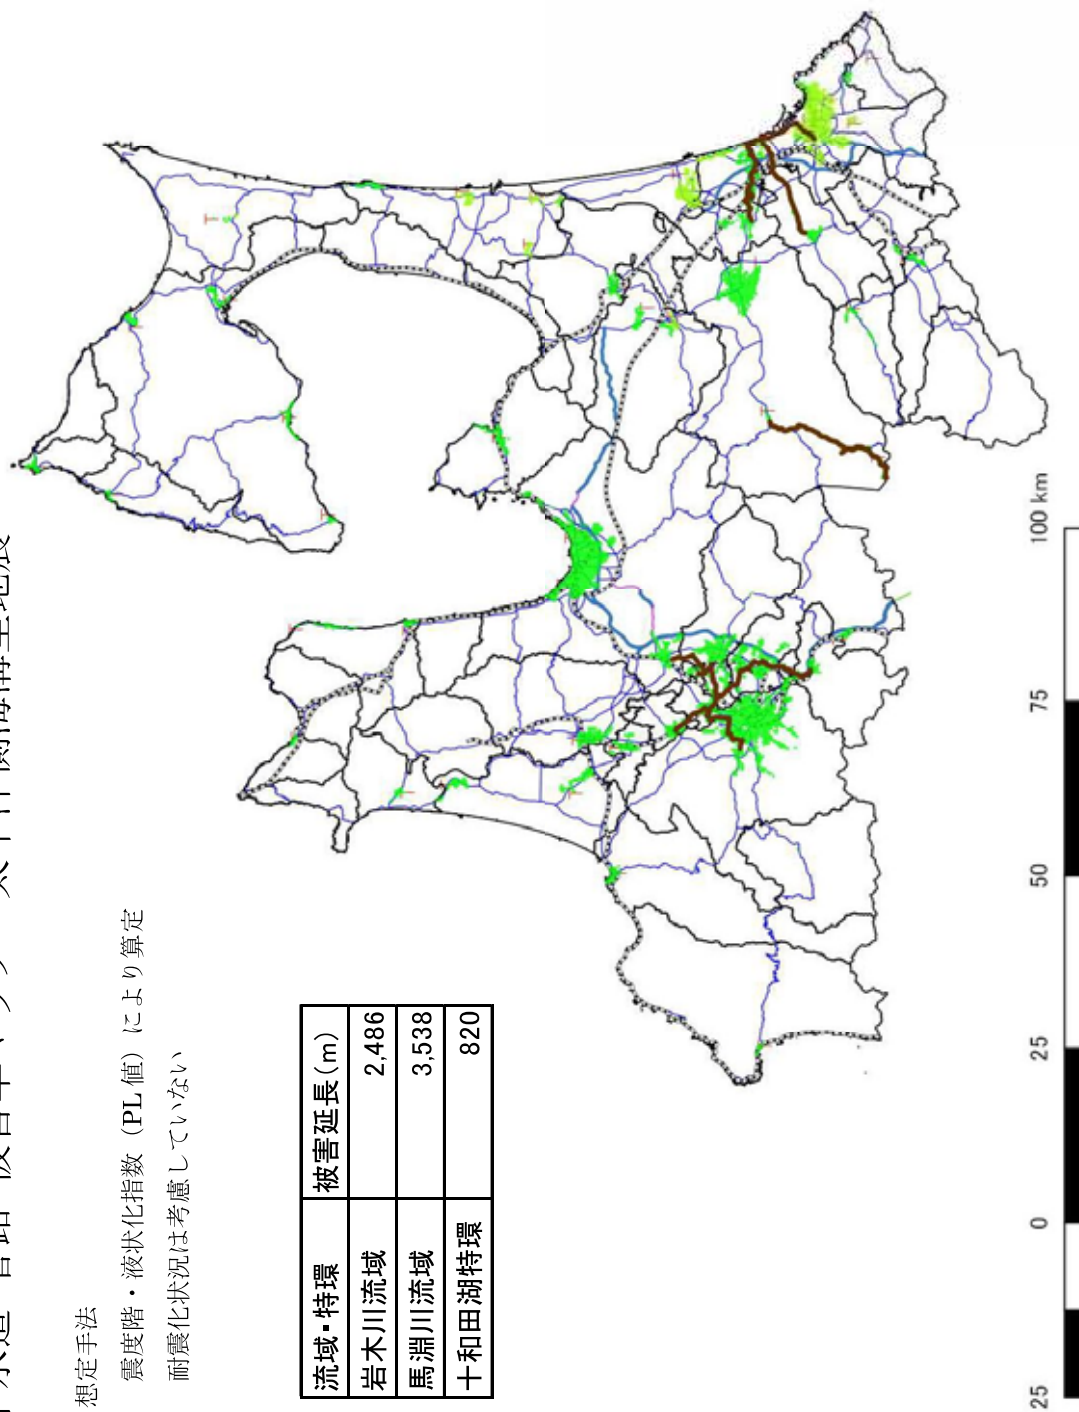 想定手法
震度階・液状化指数（PL 値）により算定
耐震化状況は考慮していない
流域・特環 被害延長(m)
岩木川流域 2,486
馬淵川流域 3,538
十和田湖特環 820
25 0 25 50 75 100 km